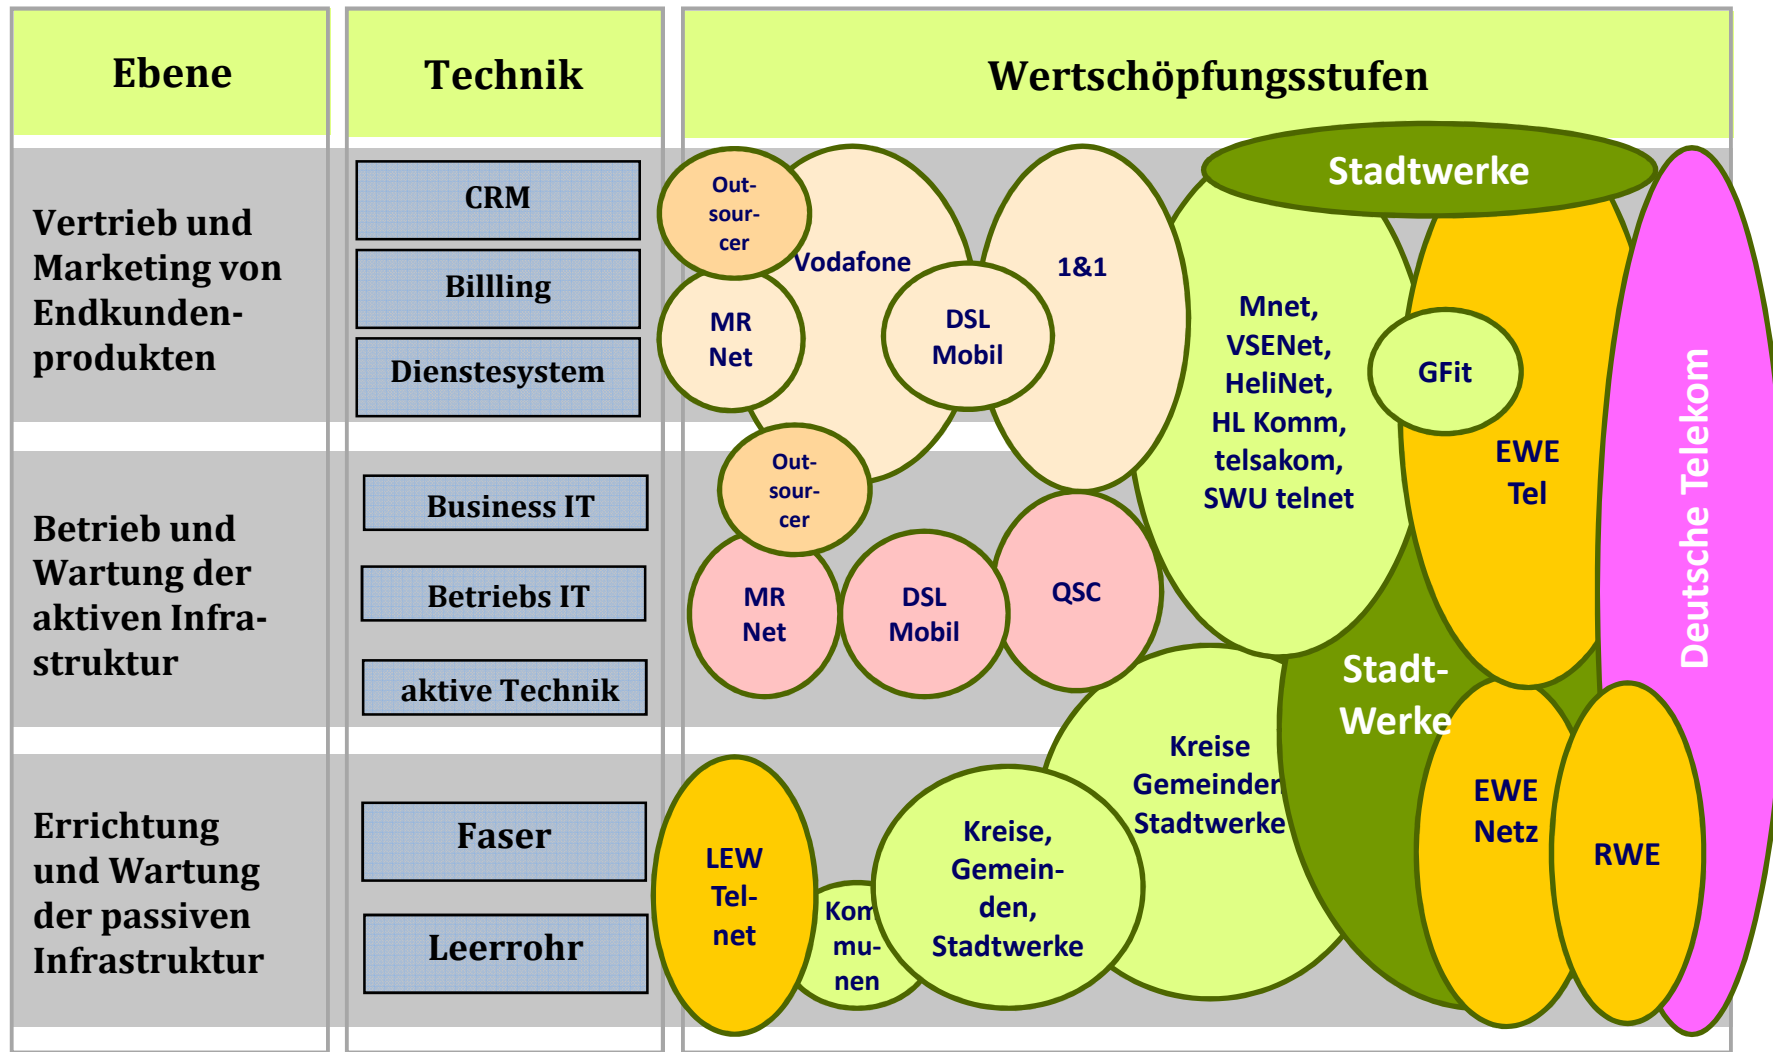 Ebene
Technik
Wertschöpfungsstufen
Vertrieb und
Marketing von
Endkunden-
produkten
CRM
Billling
Dienstesystem
Out-
sour-
cer
Vodafone
MR
Net
DSL
Mobil
1&1
Stadtwerke
Mnet,
VSENet,
HeliNet,
HL Komm,
telsakom,
SWU telnet
GFit
EWE
Tel
Deutsche Telekom
Betrieb und
Wartung der
aktiven Infra-
struktur
Business IT
Betriebs IT
aktive Technik
Out-
sour-
cer
MR
Net
DSL
Mobil
QSC
Stadt-
Werke
Errichtung
und Wartung
der passiven
Infrastruktur
Faser
Leerrohr
LEW
Tel-
net
Kom
mu-
nen
Kreise,
Gemein-
den,
Stadtwerke
Kreise
Gemeinden
Stadtwerke
EWE
Netz
RWE